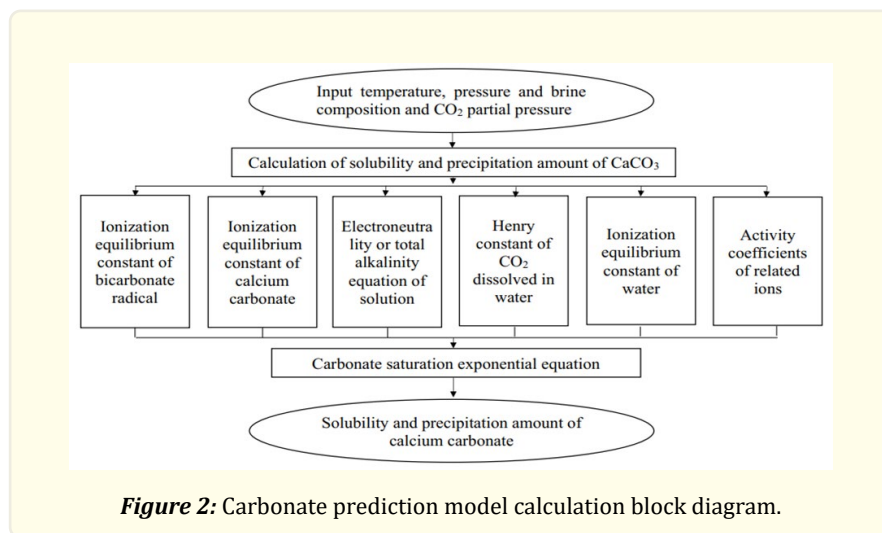 Input temperature, pressure and brine
composition and CO₂ partial pressure
Calculation of solubility and precipitation amount of CaCO₃
Ionization
equilibrium
constant of
bicarbonate
radical
Ionization
equilibrium
constant of
calcium
carbonate
Electroneutra
lity or total
alkalinity
equation of
solution
Henry
constant of
CO₂
dissolved in
water
Ionization
equilibrium
constant of
water
Activity
coefficients
of related
ions
Carbonate saturation exponential equation
Solubility and precipitation amount of
calcium carbonate
Figure 2: Carbonate prediction model calculation block diagram.